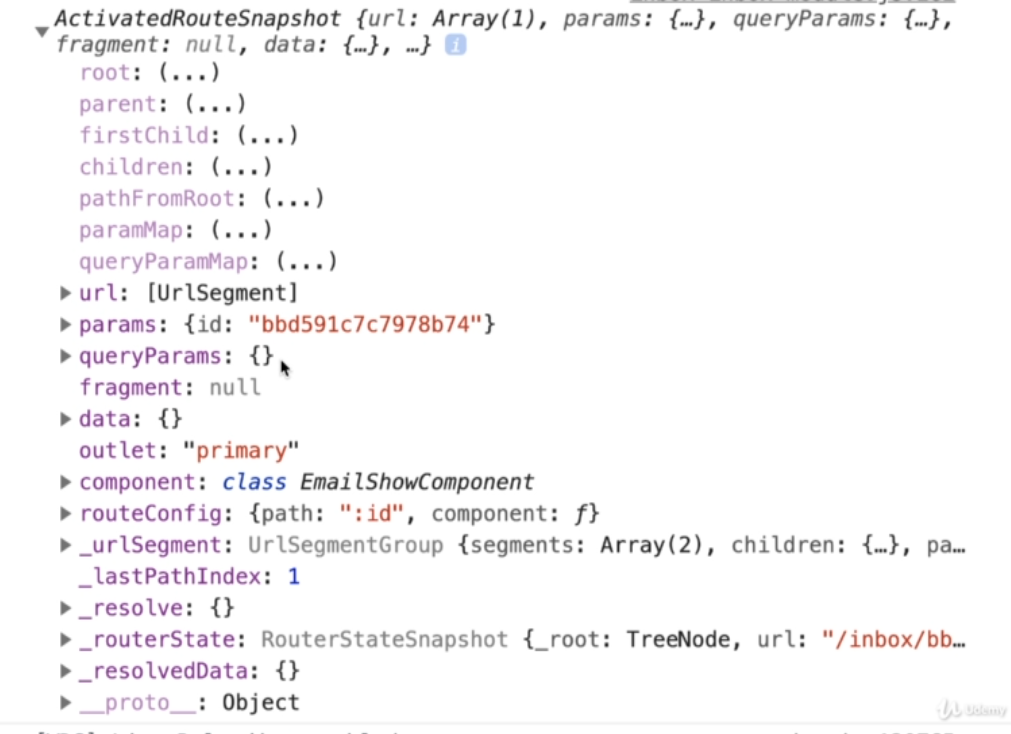 ActivatedRouteSnapshot {url: Array(1), params: {…}, queryParams: {…},
fragment: null, data: {…}, …} i
root: (...)
parent: (...)
firstChild: (...)
children: (...)
pathFromRoot: (...)
paramMap: (...)
queryParamMap: (...)
url: [UrlSegment]
params: {id: "bbd591c7c7978b74"}
queryParams: {}
fragment: null
data: {}
outlet: "primary"
component: class EmailShowComponent
routeConfig: {path: ":id", component: ƒ}
_urlSegment: UrlSegmentGroup {segments: Array(2), children: {…}, pa…
_lastPathIndex: 1
_resolve: {}
_routerState: RouterStateSnapshot {_root: TreeNode, url: "/inbox/bb…
_resolvedData: {}
__proto__: Object
Udemy